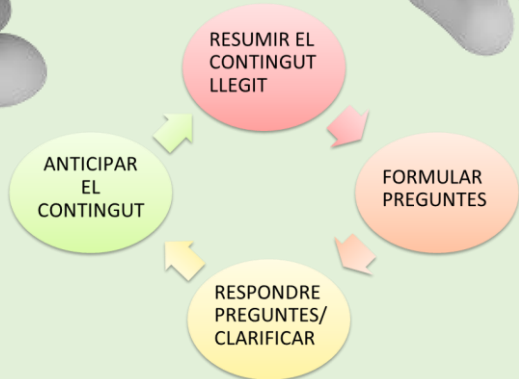 RESUMIR EL
CONTINGUT
LLEGIT
FORMULAR
PREGUNTES
RESPONDRE
PREGUNTES/
CLARIFICAR
ANTICIPAR
EL
CONTINGUT